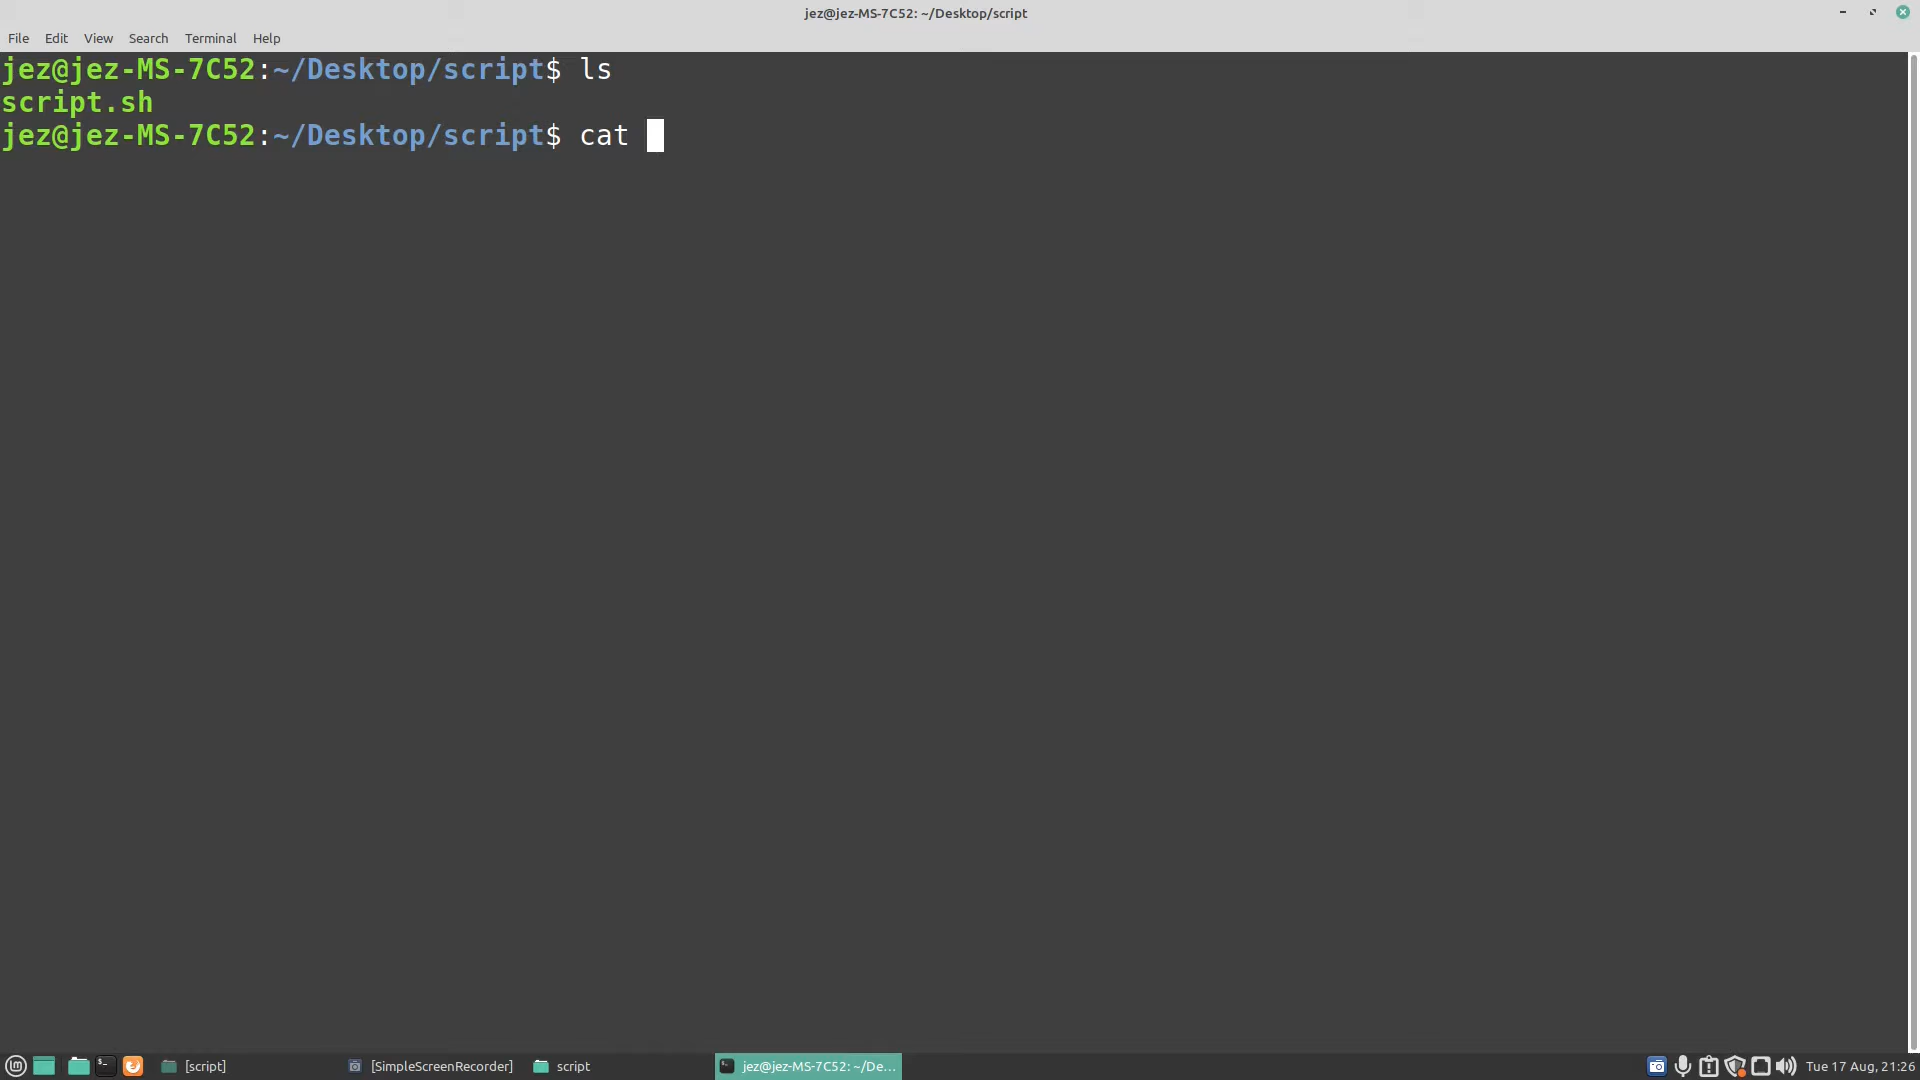 jez@jez-MS-7C52: ~/Desktop/script
File Edit View Search Terminal Help
jez@jez-MS-7C52:~/Desktop/script$ ls
script.sh
jez@jez-MS-7C52:~/Desktop/script$ cat
[script] [SimpleScreenRecorder] script jez@jez-MS-7C52: ~/De... Tue 17 Aug, 21:26